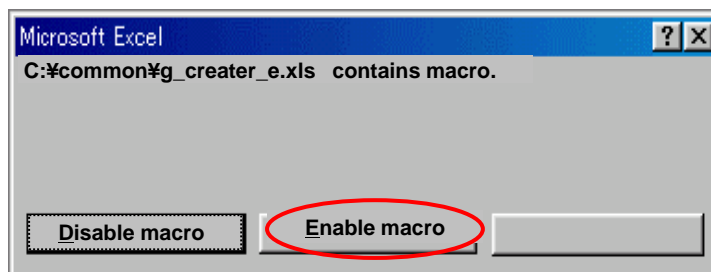 Microsoft Excel
C:¥common¥g_creater_e.xls contains macro.
Disable macro
Enable macro